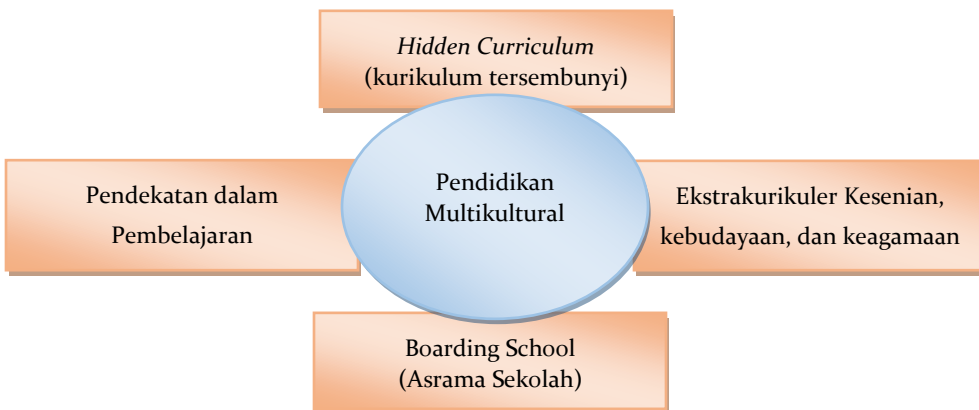 Hidden Curriculum
(kurikulum tersembunyi)
Pendekatan dalam
Pembelajaran
Pendidikan
Multikultural
Ekstrakurikuler Kesenian,
kebudayaan, dan keagamaan
Boarding School
(Asrama Sekolah)